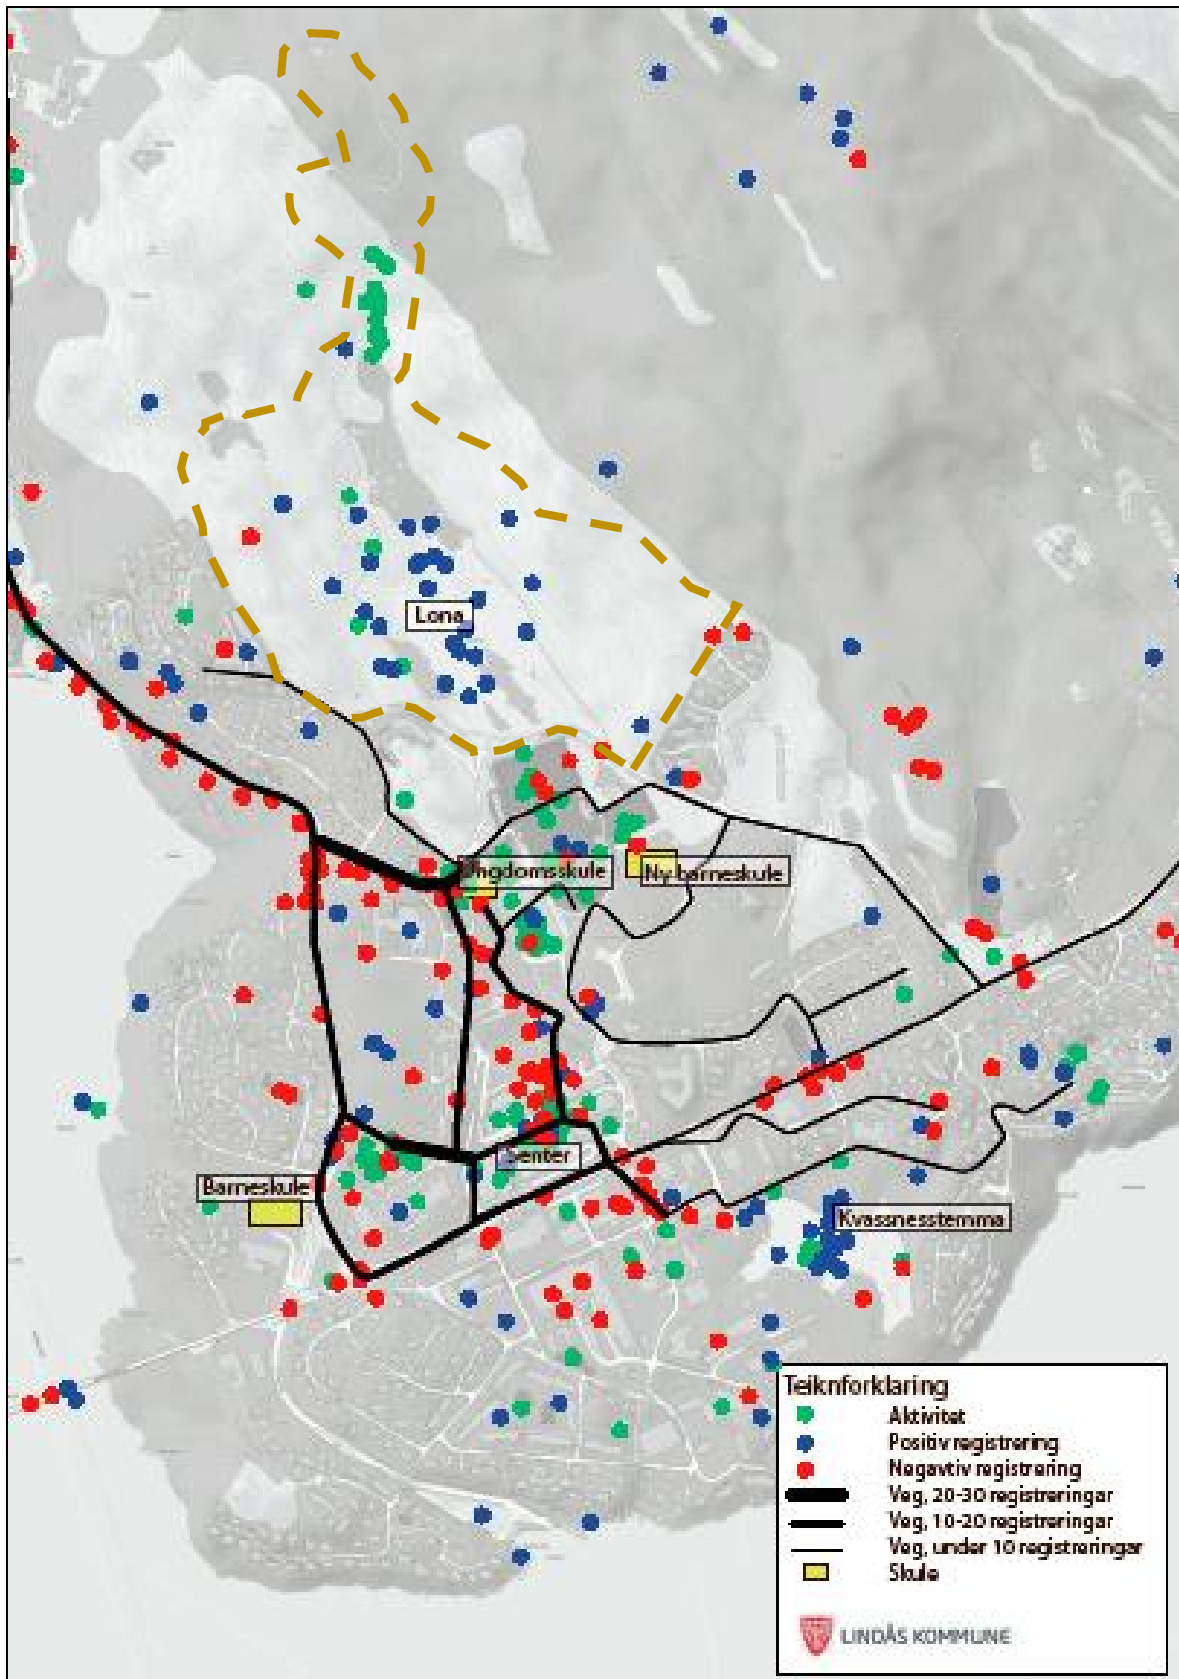 Lona
Ungdomsskule
Ny barneskule
Senter
Barneskule
Kvassnesstemma
Teiknforklaring
Aktivitet
Positiv registrering
Negavtiv registrering
Veg, 20-30 registreringar
Veg, 10-20 registreringar
Veg, under 10 registreringar
Skule
LINDÅS KOMMUNE